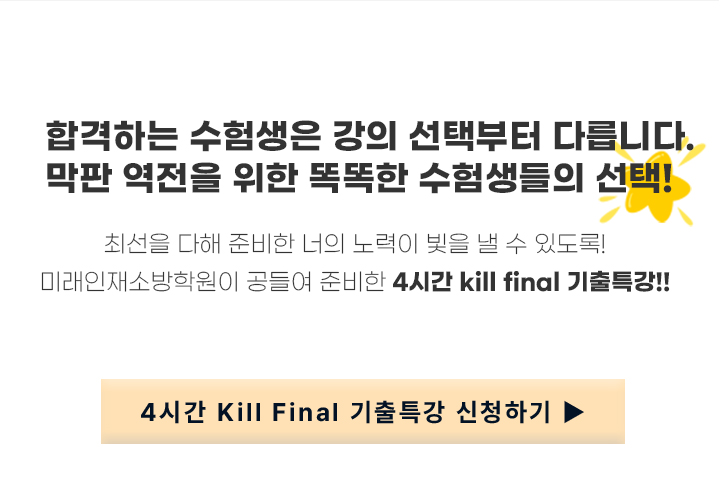 합격하는 수험생은 강의 선택부터 다릅니다.
막판 역전을 위한 똑똑한 수험생들의 선택!
최선을 다해 준비한 너의 노력이 빛을 낼 수 있도록!
미래인재소방학원이 공들여 준비한 4시간 kill final 기출특강!!
4시간 Kill Final 기출특강 신청하기 ▶